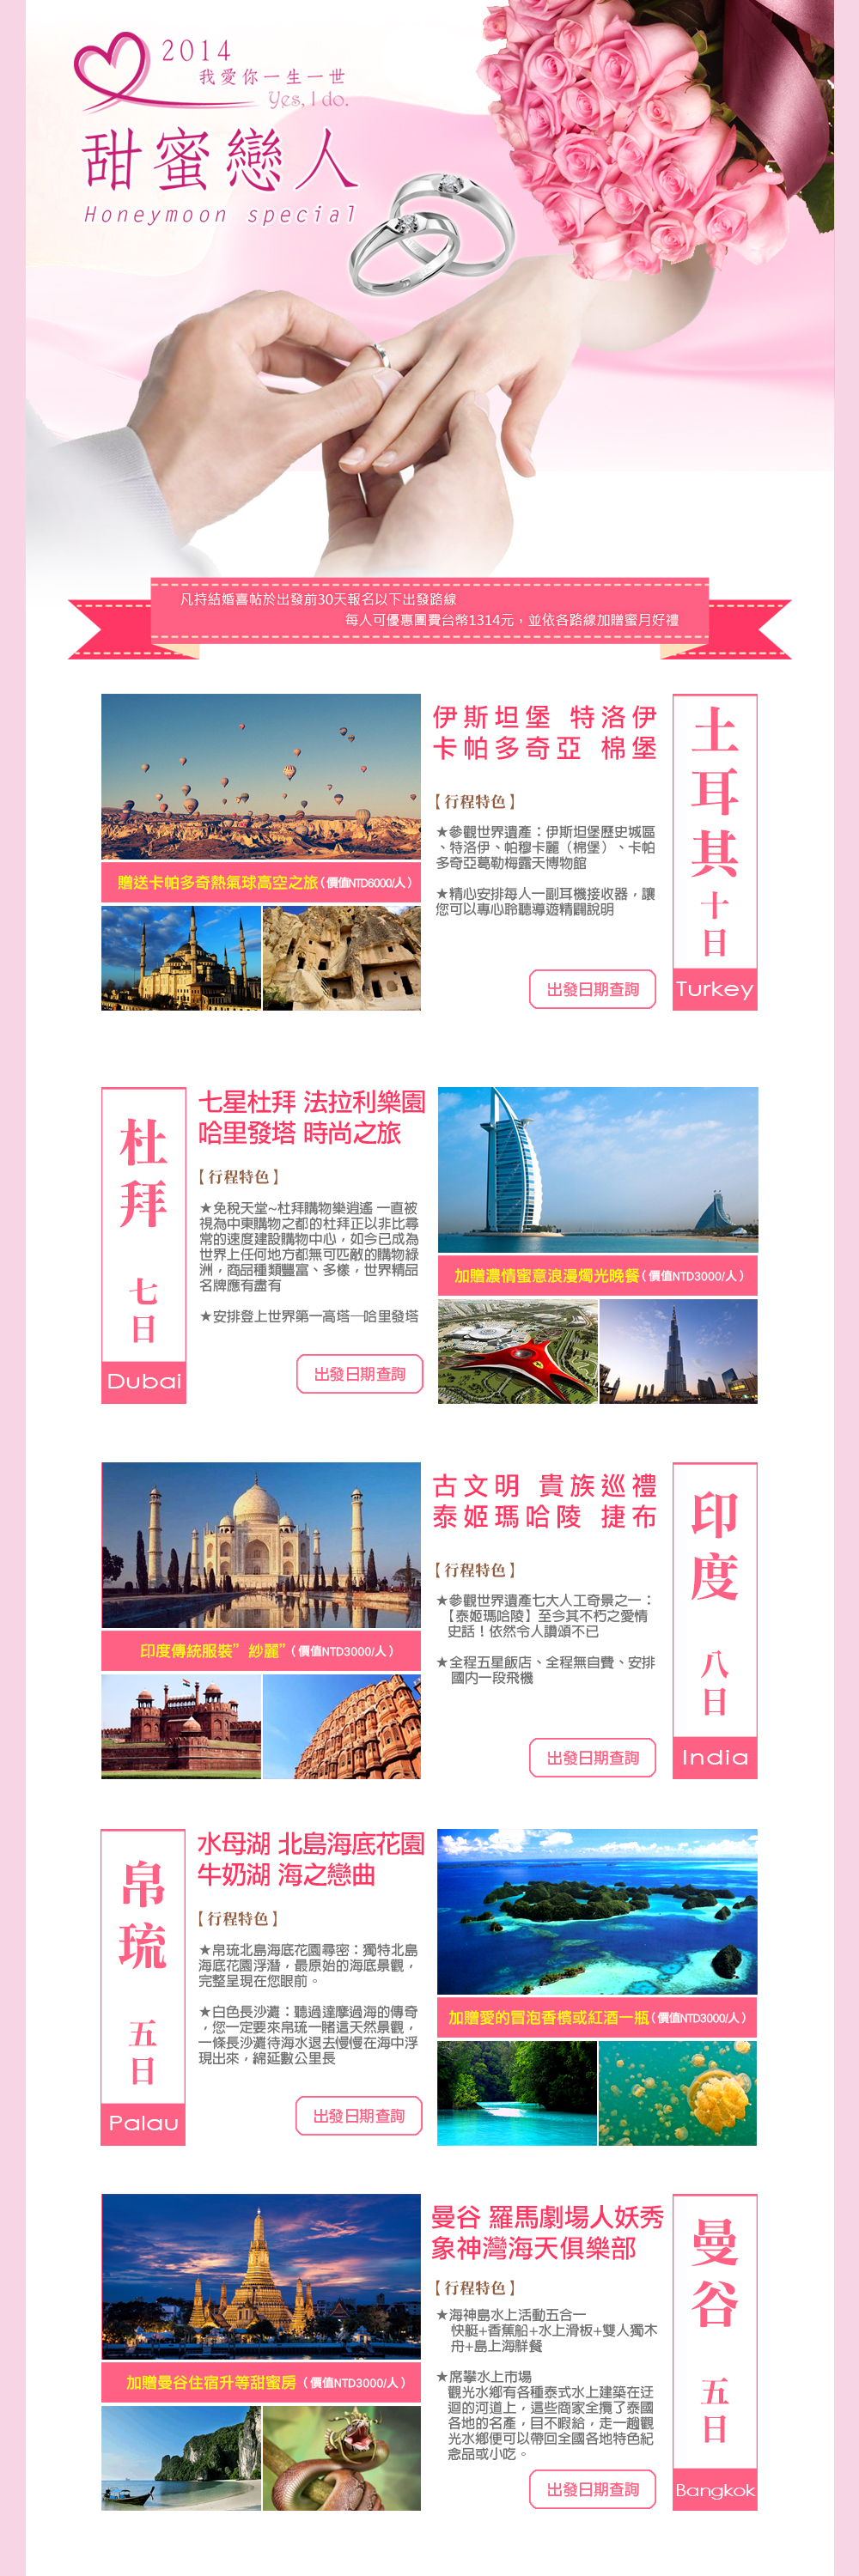 2014
我愛你一生一世
Yes, I do.
甜蜜戀人
Honeymoon special
凡持結婚囍帖於出發前30天報名以下出發路線
每人可優惠團費台幣1314元，並依各路線加贈蜜月好禮
伊斯坦堡 特洛伊
卡帕多奇亞 棉堡
【行程特色】
★參觀世界遺產：伊斯坦堡歷史城區
、特洛伊、帕穆卡麗（棉堡）、卡帕
多奇亞葛勒梅露天博物館
★精心安排每人一副耳機接收器，讓
您可以專心聆聽導遊精闢說明
出發日期查詢
土耳其十日
Turkey
贈送卡帕多奇熱氣球高空之旅（價值NTD6000/人）
杜拜 七日
Dubai
七星杜拜 法拉利樂園
哈里發塔 時尚之旅
【行程特色】
★免稅天堂~杜拜購物樂逍遙 一直被
視為中東購物之都的杜拜正以非比尋
常的速度建設購物中心，如今已成為
世界上任何地方都無可匹敵的購物綠
洲，商品種類豐富、多樣，世界精品
名牌應有盡有
★安排登上世界第一高塔─哈里發塔
出發日期查詢
加贈濃情蜜意浪漫燭光晚餐（價值NTD3000/人）
古文明 貴族巡禮
泰姬瑪哈陵 捷布
【行程特色】
★參觀世界遺產七大人工奇景之一：
【泰姬瑪哈陵】至今其不朽之愛情
史話！依然令人讚頌不已
★全程五星飯店、全程無自費、安排
國內一段飛機
出發日期查詢
印度 八日
India
印度傳統服裝”紗麗”（價值NTD3000/人）
帛琉 五日
Palau
水母湖 北島海底花園
牛奶湖 海之戀曲
【行程特色】
★帛琉北島海底花園尋密：獨特北島
海底花園浮潛，最原始的海底景觀，
完整呈現在您眼前。
★白色長沙灘：聽過達摩過海的傳奇
，您一定要來帛琉一睹這天然景觀，
一條長沙灘待海水退去慢慢在海中浮
現出來，綿延數公里長
出發日期查詢
加贈愛的冒泡香檳或紅酒一瓶（價值NTD3000/人）
曼谷 羅馬劇場人妖秀
象神灣海天俱樂部
【行程特色】
★海神島水上活動五合一
快艇+香蕉船+水上滑板+雙人獨木
舟+島上海鮮餐
★席攀水上市場
觀光水鄉有各種泰式水上建築在迂
迴的河道上，這些商家全攬了泰國
各地的名產，目不暇給，走一趟觀
光水鄉便可以帶回全國各地特色紀
念品或小吃。
出發日期查詢
曼谷 五日
Bangkok
加贈曼谷住宿升等甜蜜房（價值NTD3000/人）